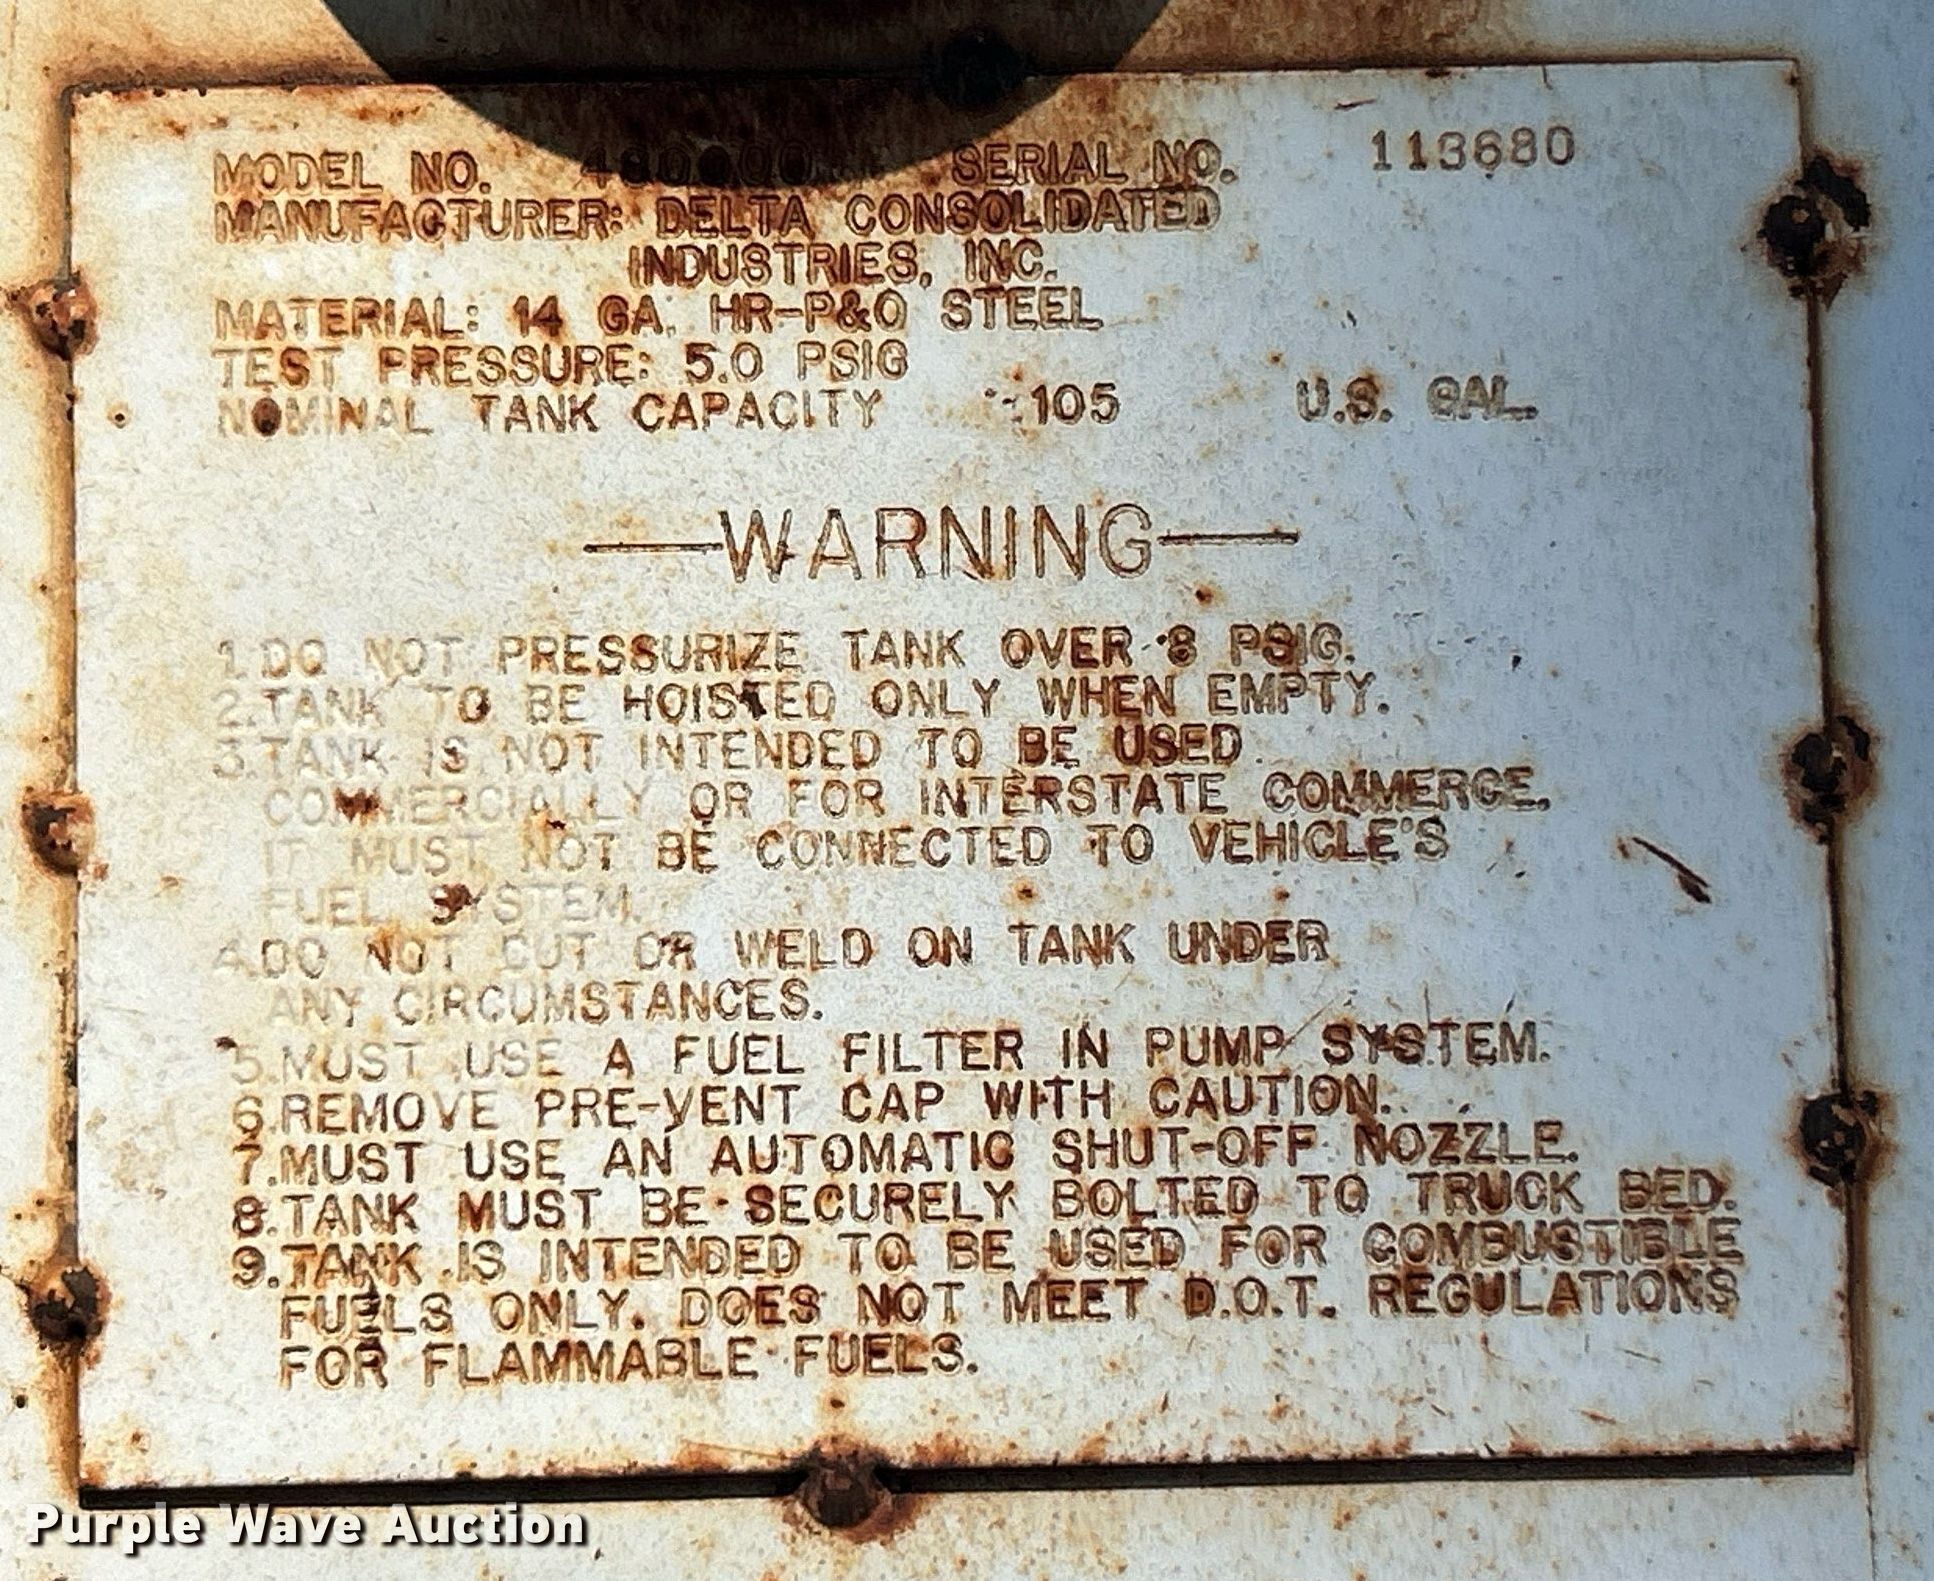 MODEL NO. SERIAL NO. 113680
MANUFACTURER: DELTA CONSOLIDATED
INDUSTRIES, INC.
MATERIAL: 14 GA. HR-P&O STEEL
TEST PRESSURE: 5.0 PSIG
NOMINAL TANK CAPACITY 105 U.S. GAL.
—WARNING—
1.DO NOT PRESSURIZE TANK OVER 8 PSIG.
2.TANK TO BE HOISTED ONLY WHEN EMPTY.
3.TANK IS NOT INTENDED TO BE USED
COMMERCIALLY OR FOR INTERSTATE COMMERCE.
IT MUST NOT BE CONNECTED TO VEHICLE'S
FUEL SYSTEM.
4.DO NOT CUT OR WELD ON TANK UNDER
ANY CIRCUMSTANCES.
5.MUST USE A FUEL FILTER IN PUMP SYSTEM.
6.REMOVE PRE-VENT CAP WITH CAUTION.
7.MUST USE AN AUTOMATIC SHUT-OFF NOZZLE.
8.TANK MUST BE SECURELY BOLTED TO TRUCK BED.
9.TANK IS INTENDED TO BE USED FOR COMBUSTIBLE
FUELS ONLY. DOES NOT MEET D.O.T. REGULATIONS
FOR FLAMMABLE FUELS.
Purple Wave Auction